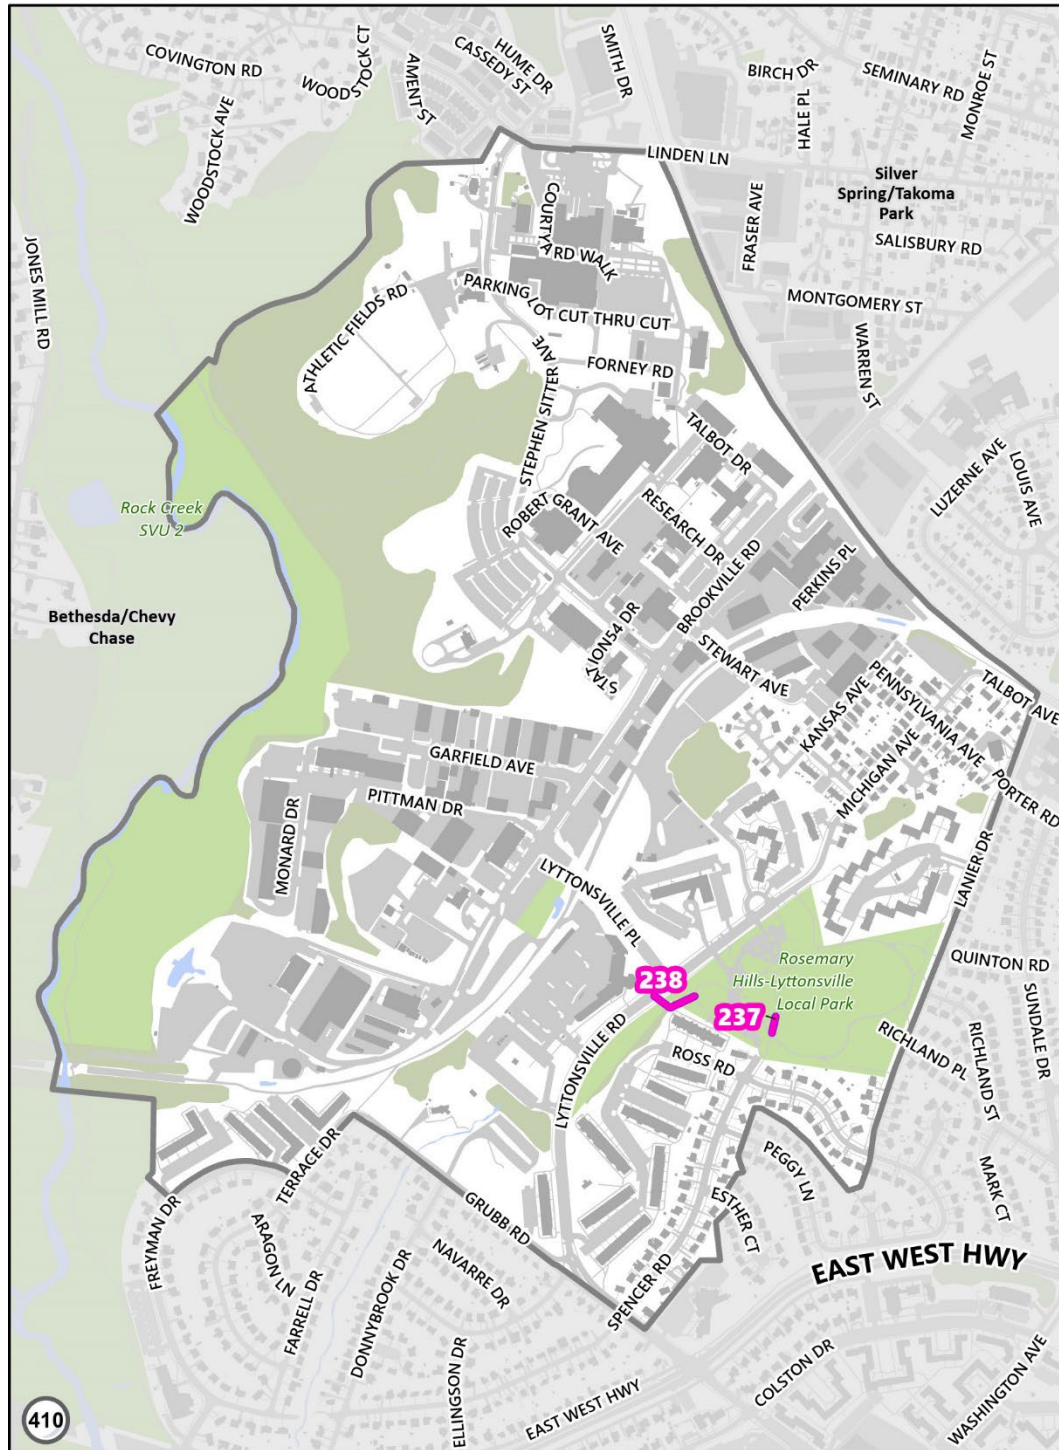 COVINGTON RD
WOODSTOCK CT
WOODSTOCK AVE
AMENT ST
CASSEDY ST
HUME DR
SMITH DR
BIRCH DR
HALE PL
SEMINARY RD
MONROE ST
LINDEN LN
Silver
Spring/Takoma
Park
FRASER AVE
SALISBURY RD
MONTGOMERY ST
WARREN ST
JONES MILL RD
COURTYARD WALK
PARKING LOT CUT THRU CUT
ATHLETIC FIELDS RD
STEPHEN SITTER AVE
FORNEY RD
TALBOT DR
LUZERNE AVE
LOUIS AVE
Rock Creek
SVU 2
ROBERT GRANT AVE
RESEARCH DR
BROOKVILLE RD
PERKINS PL
Bethesda/Chevy
Chase
STATION54 DR
STEWART AVE
KANSAS AVE
PENNSYLVANIA AVE
MICHIGAN AVE
TALBOT AVE
PORTER RD
GARFIELD AVE
PITTMAN DR
MONARD DR
LYTTONSVILLE PL
LANIER DR
QUINTON RD
SUNDALE DR
Rosemary
Hills-Lyttonsville
Local Park
238
237
LYTTONSVILLE RD
ROSS RD
RICHLAND PL
RICHLAND ST
MARK CT
PEGGY LN
ESTHER CT
TERRACE DR
FREYMAN DR
ARAGON LN
FARRELL DR
DONNYBROOK DR
NAVARRE DR
GRUBB RD
SPENCER RD
EAST WEST HWY
ELLINGSON DR
EAST WEST HWY
COLSTON DR
WASHINGTON AVE
410